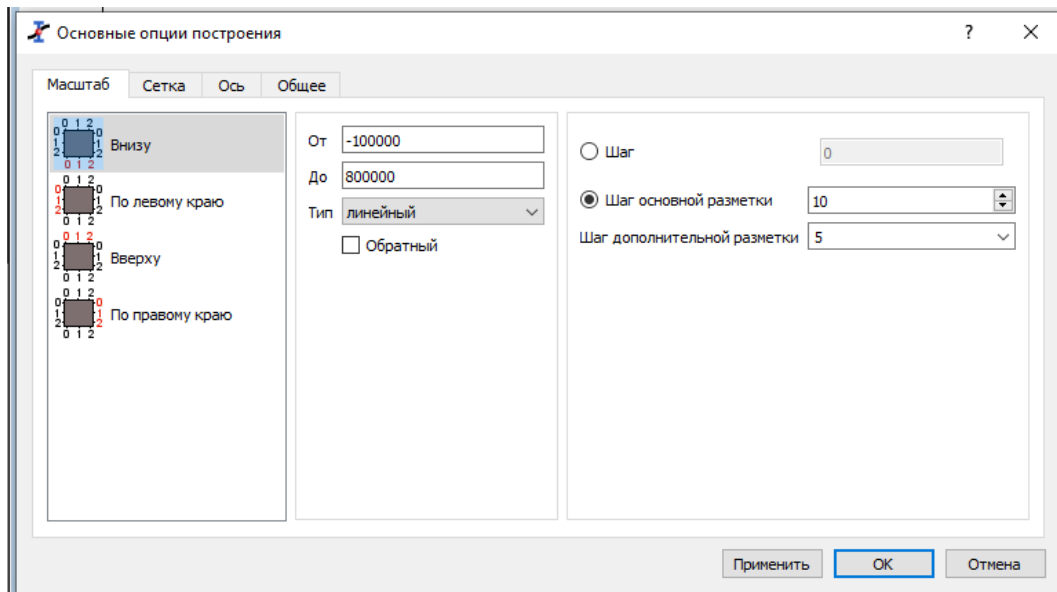 Основные опции построения
?
Масштаб Сетка Ось Общее
0 1 2
0 1 2 Внизу 0 1 2
0 1 2
0 1 2
0 1 2 По левому краю 0 1 2
0 1 2
0 1 2
0 1 2 Вверху 0 1 2
0 1 2
0 1 2
0 1 2 По правому краю 0 1 2
0 1 2
От -100000
До 800000
Тип линейный
Обратный
Шаг 0
Шаг основной разметки 10
Шаг дополнительной разметки 5
Применить OK Отмена